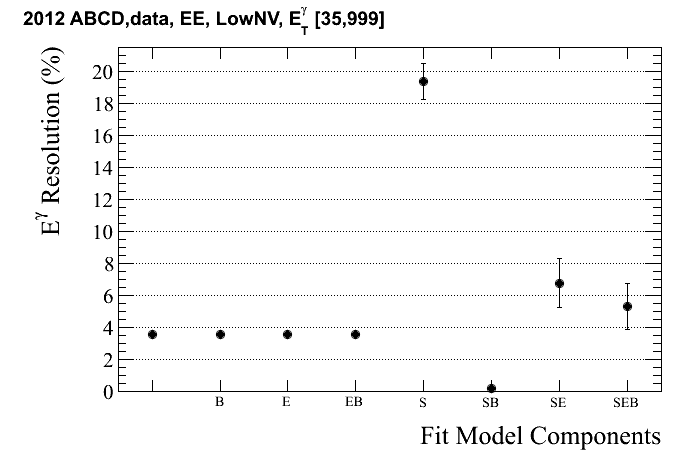 2012 ABCD,data, EE, LowNV, E_T^γ [35,999]
E^γ Resolution (%)
20
18
16
14
12
10
8
6
4
2
0
B E EB S SB SE SEB
Fit Model Components